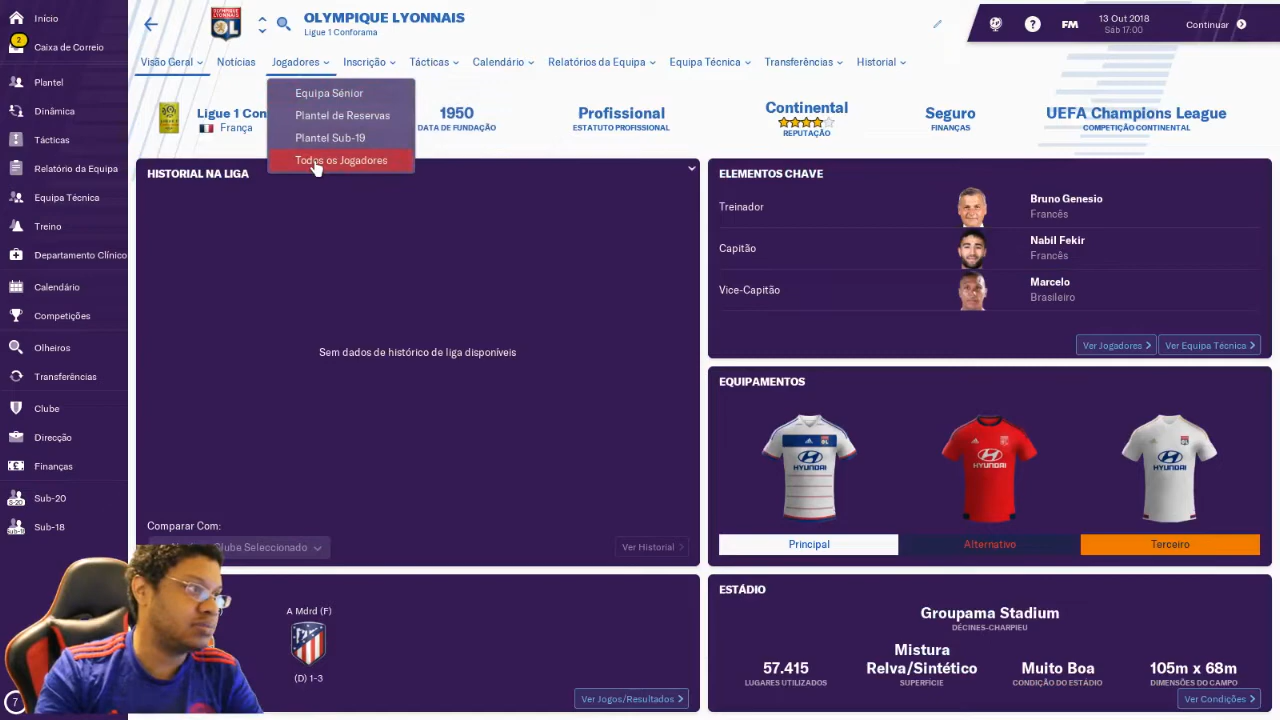 Início
2
Caixa de Correio
Plantel
Dinâmica
Tácticas
Relatório da Equipa
Equipa Técnica
Treino
Departamento Clínico
Calendário
Competições
Olheiros
Transferências
Clube
Direcção
Finanças
Sub-20
Sub-18
7
OLYMPIQUE LYONNAIS
Ligue 1 Conforama
FM
13 Out 2018
Sáb 17:00
Continuar
Visão Geral
Notícias
Jogadores
Inscrição
Tácticas
Calendário
Relatórios da Equipa
Equipa Técnica
Transferências
Historial
Equipa Sénior
Plantel de Reservas
Plantel Sub-19
Todos os Jogadores
Ligue 1 Con
França
1950
DATA DE FUNDAÇÃO
Profissional
ESTATUTO PROFISSIONAL
Continental
REPUTAÇÃO
Seguro
FINANÇAS
UEFA Champions League
COMPETIÇÃO CONTINENTAL
HISTORIAL NA LIGA
Sem dados de histórico de liga disponíveis
Comparar Com:
Clube Seleccionado
Ver Historial
A Mdrd (F)
(D) 1-3
Ver Jogos/Resultados
ELEMENTOS CHAVE
Treinador
Bruno Genesio
Francês
Capitão
Nabil Fekir
Francês
Vice-Capitão
Marcelo
Brasileiro
Ver Jogadores
Ver Equipa Técnica
EQUIPAMENTOS
HYUNDAI
HYUNDAI
HYUNDAI
Principal
Alternativo
Terceiro
ESTÁDIO
Groupama Stadium
DÉCINES-CHARPIEU
57.415
LUGARES UTILIZADOS
Mistura
Relva/Sintético
SUPERFÍCIE
Muito Boa
CONDIÇÃO DO ESTÁDIO
105m x 68m
DIMENSÕES DO CAMPO
Ver Condições